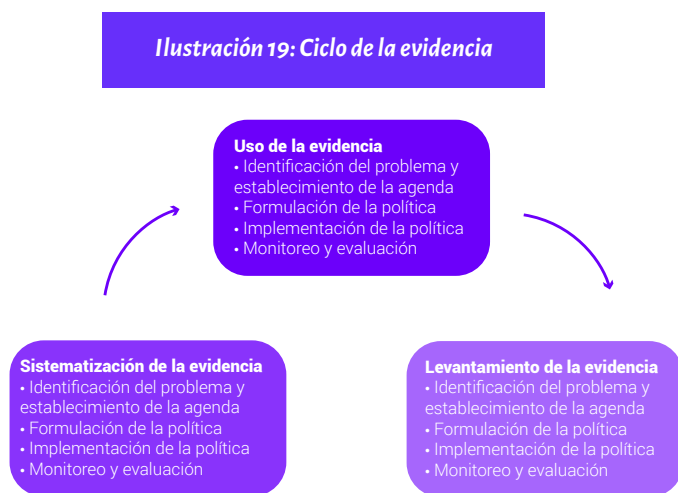 Ilustración 19: Ciclo de la evidencia
Uso de la evidencia
• Identificación del problema y
establecimiento de la agenda
• Formulación de la política
• Implementación de la política
• Monitoreo y evaluación
Sistematización de la evidencia
• Identificación del problema y
establecimiento de la agenda
• Formulación de la política
• Implementación de la política
• Monitoreo y evaluación
Levantamiento de la evidencia
• Identificación del problema y
establecimiento de la agenda
• Formulación de la política
• Implementación de la política
• Monitoreo y evaluación